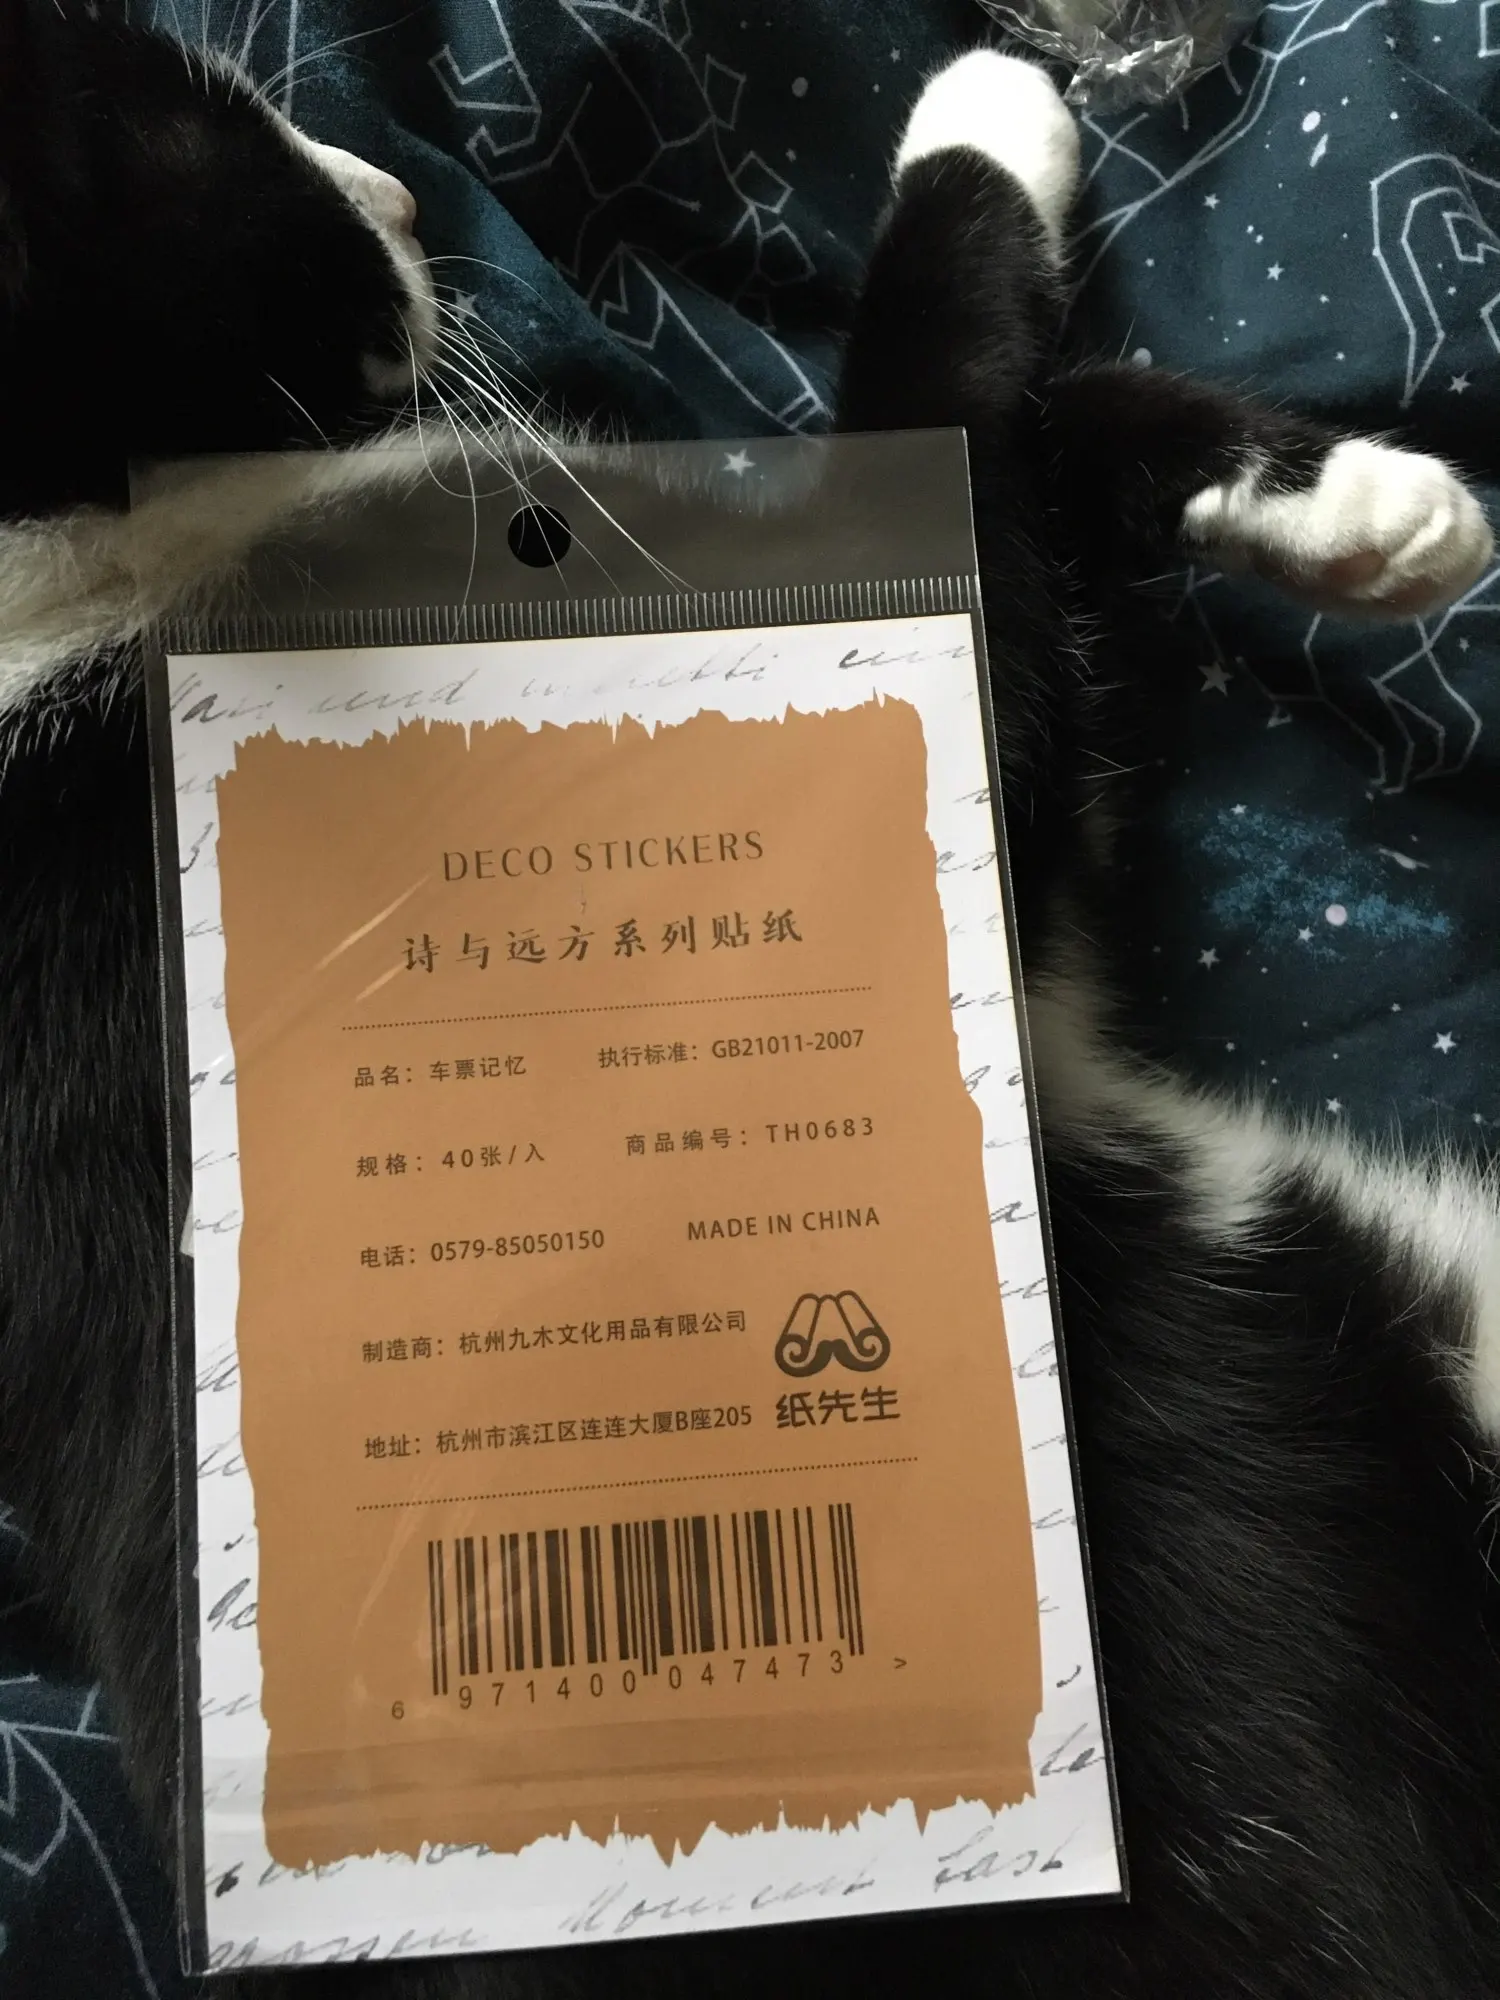 DECO STICKERS
诗与远方系列贴纸
品名：车票记忆 执行标准：GB21011-2007
规格：40张/入 商品编号：TH0683
电话：0579-85050150 MADE IN CHINA
制造商：杭州九木文化用品有限公司
纸先生
地址：杭州市滨江区连连大厦B座205
6 971400 047473 >
Moment last